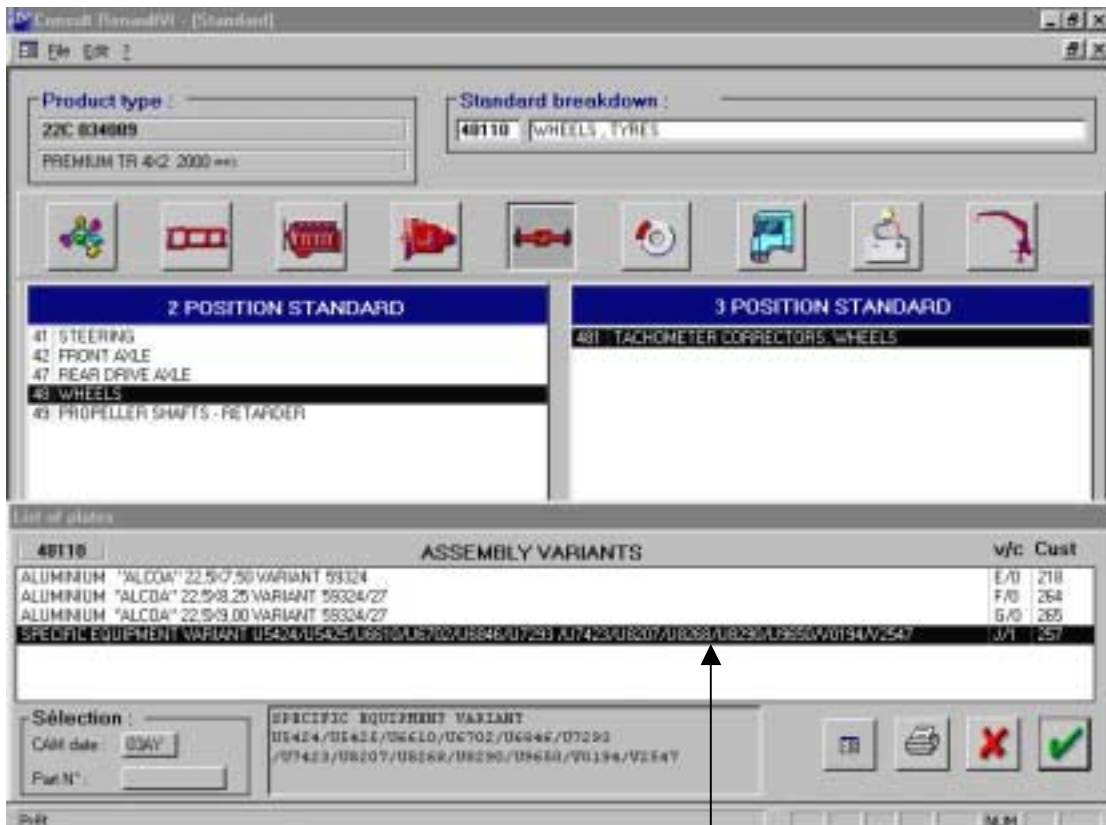 Consult RenaultVI - [Standard]
File Edit ?
Product type :
22C 034009
PREMIUM TR 4X2 2000 -->
Standard breakdown :
48110 WHEELS , TYRES
2 POSITION STANDARD
41 STEERING
42 FRONT AXLE
47 REAR DRIVE AXLE
48 WHEELS
49 PROPELLER SHAFTS - RETARDER
3 POSITION STANDARD
481 TACHOMETER CORRECTORS, WHEELS
List of plates
48110 ASSEMBLY VARIANTS v/c Cust
ALUMINIUM "ALCOA" 22,5X7.50 VARIANT 59324 E/0 218
ALUMINIUM "ALCOA" 22,5X8.25 VARIANT 59324/27 F/0 264
ALUMINIUM "ALCOA" 22,5X9.00 VARIANT 59324/27 G/0 265
SPECIFIC EQUIPMENT VARIANT U5424/U5425/U6610/U6702/U6846/U7293 /U7423/U8207/U8268/U8290/U9650/V0194/V2547 J/1 257
Sélection :
CAM date : 03AY
Part N° :
SPECIFIC EQUIPMENT VARIANT
U5424/U5425/U6610/U6702/U6846/U7293
/U7423/U8207/U8268/U8290/U9650/V0194/V2547
Prêt NUM